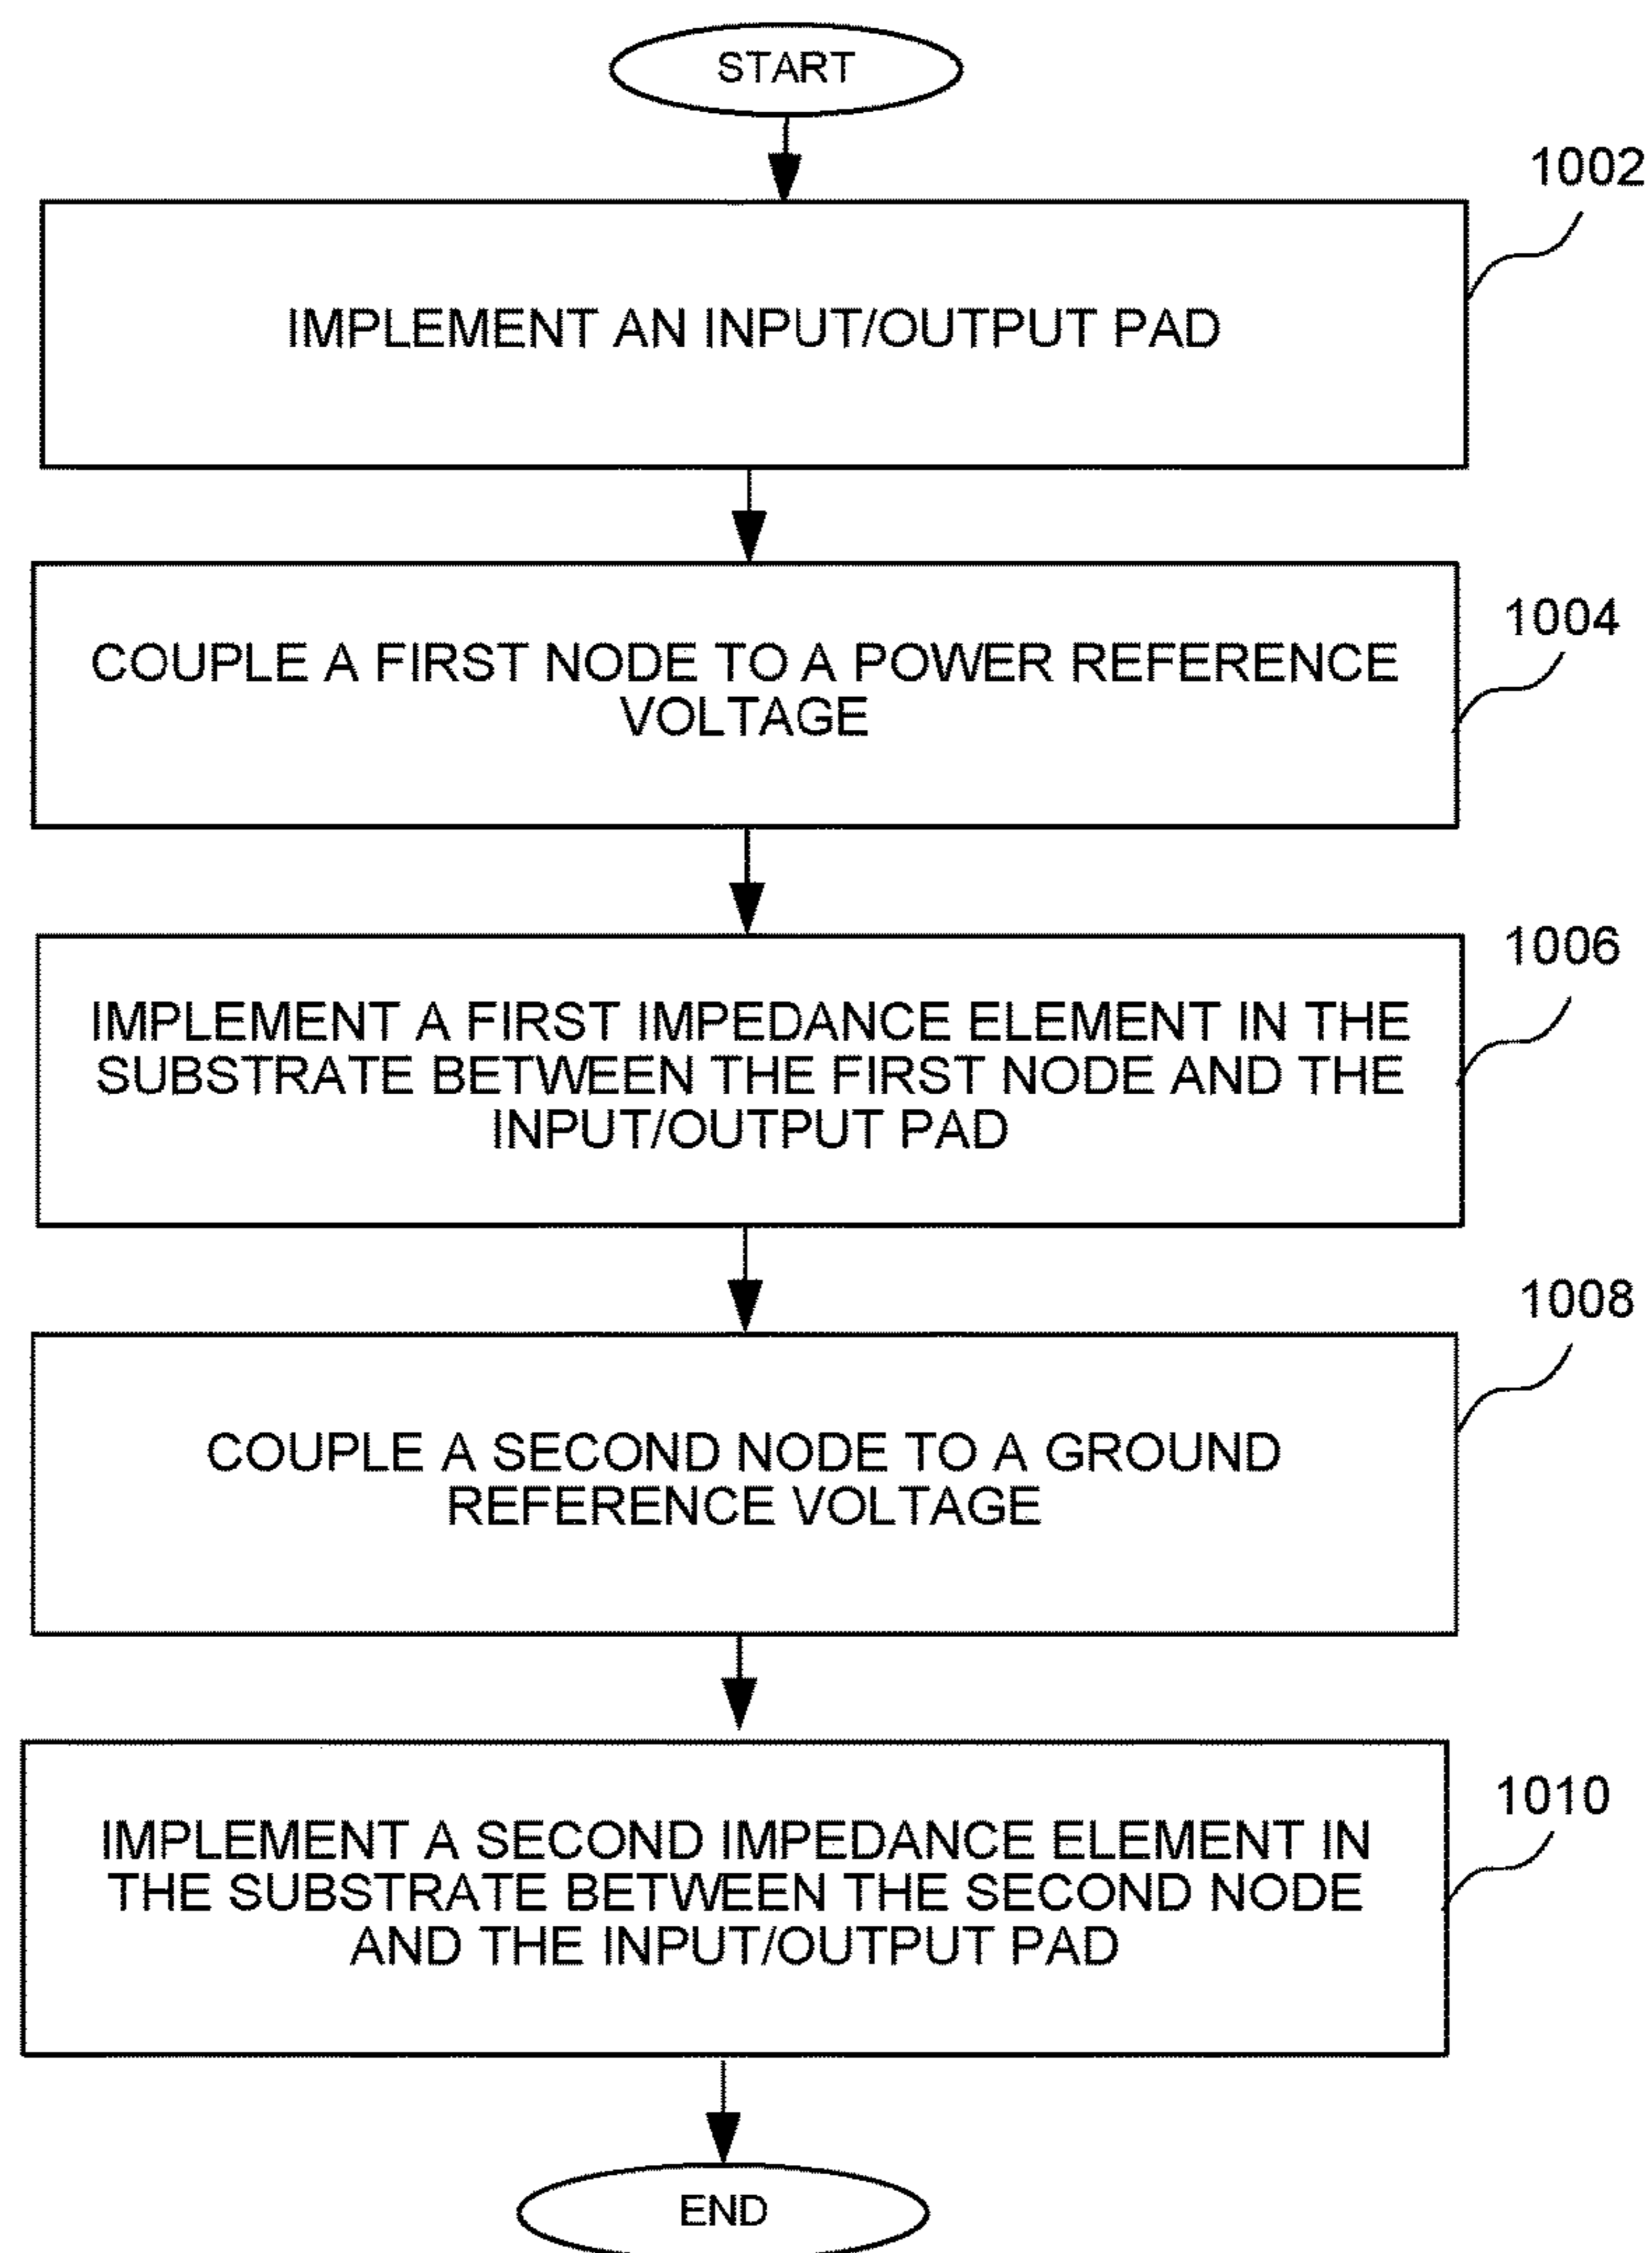 START
1002
IMPLEMENT AN INPUT/OUTPUT PAD
1004
COUPLE A FIRST NODE TO A POWER REFERENCE
VOLTAGE
1006
IMPLEMENT A FIRST IMPEDANCE ELEMENT IN THE
SUBSTRATE BETWEEN THE FIRST NODE AND THE
INPUT/OUTPUT PAD
1008
COUPLE A SECOND NODE TO A GROUND
REFERENCE VOLTAGE
1010
IMPLEMENT A SECOND IMPEDANCE ELEMENT IN
THE SUBSTRATE BETWEEN THE SECOND NODE
AND THE INPUT/OUTPUT PAD
END